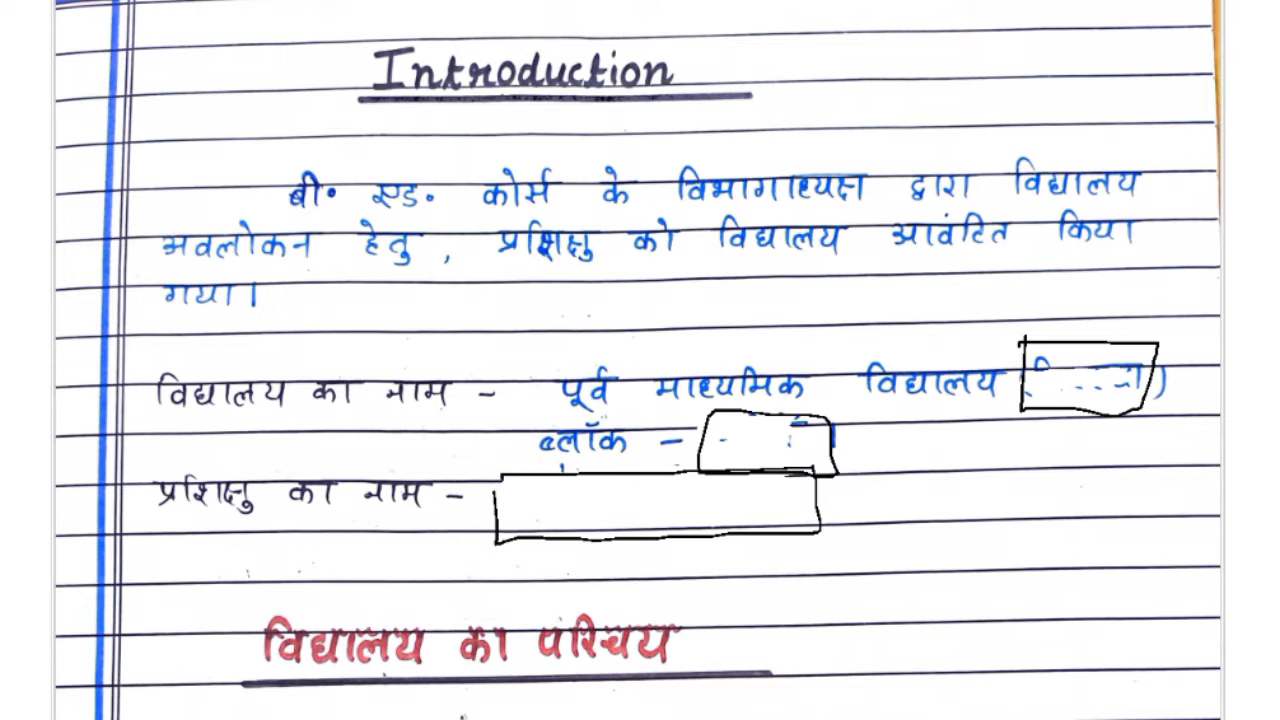 Introduction
बी॰ एड॰ कोर्स के विभागाध्यक्ष द्वारा विद्यालय
अवलोकन हेतु, प्रशिक्षु को विद्यालय आवंटित किया
गया।
विद्यालय का नाम - पूर्व माध्यमिक विद्यालय
ब्लॉक -
प्रशिक्षु का नाम -
विद्यालय का परिचय